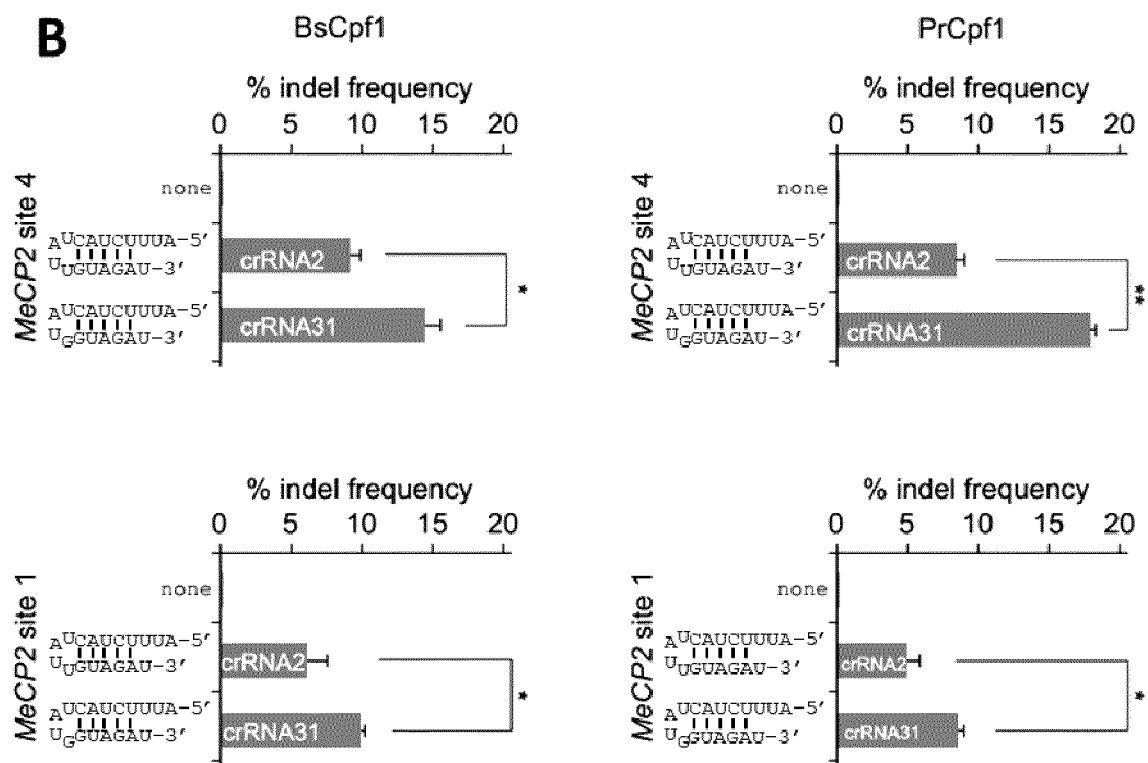 B
BsCpf1
PrCpf1
% indel frequency
0 5 10 15 20
MeCP2 site 4
none
AUCAUCUUUA-5′
UUGUAGAU-3′
crRNA2
AUCAUCUUUA-5′
UGGUAGAU-3′
crRNA31
*
% indel frequency
0 5 10 15 20
MeCP2 site 4
none
AUCAUCUUUA-5′
UUGUAGAU-3′
crRNA2
AUCAUCUUUA-5′
UGGUAGAU-3′
crRNA31
**
% indel frequency
0 5 10 15 20
MeCP2 site 1
none
AUCAUCUUUA-5′
UUGUAGAU-3′
crRNA2
AUCAUCUUUA-5′
UGGUAGAU-3′
crRNA31
*
% indel frequency
0 5 10 15 20
MeCP2 site 1
none
AUCAUCUUUA-5′
UUGUAGAU-3′
crRNA2
AUCAUCUUUA-5′
UGGUAGAU-3′
crRNA31
*